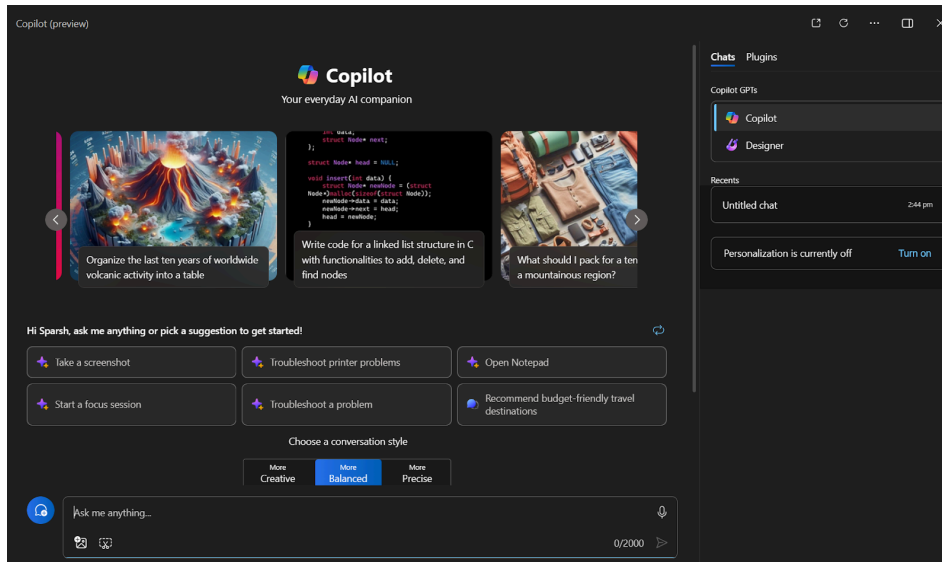 Copilot (preview)
Copilot
Your everyday AI companion
Organize the last ten years of worldwide
volcanic activity into a table
int data;
struct Node* next;
};
struct Node* head = NULL;
void insert(int data) {
struct Node* newNode = (struct
Node*)malloc(sizeof(struct Node));
newNode->data = data;
newNode->next = head;
head = newNode;
}
Write code for a linked list structure in C
with functionalities to add, delete, and
find nodes
What should I pack for a ten
a mountainous region?
Hi Sparsh, ask me anything or pick a suggestion to get started!
Take a screenshot
Troubleshoot printer problems
Open Notepad
Start a focus session
Troubleshoot a problem
Recommend budget-friendly travel
destinations
Choose a conversation style
More
Creative
More
Balanced
More
Precise
Ask me anything...
0/2000
Chats Plugins
Copilot GPTs
Copilot
Designer
Recents
Untitled chat 2:44 pm
Personalization is currently off Turn on